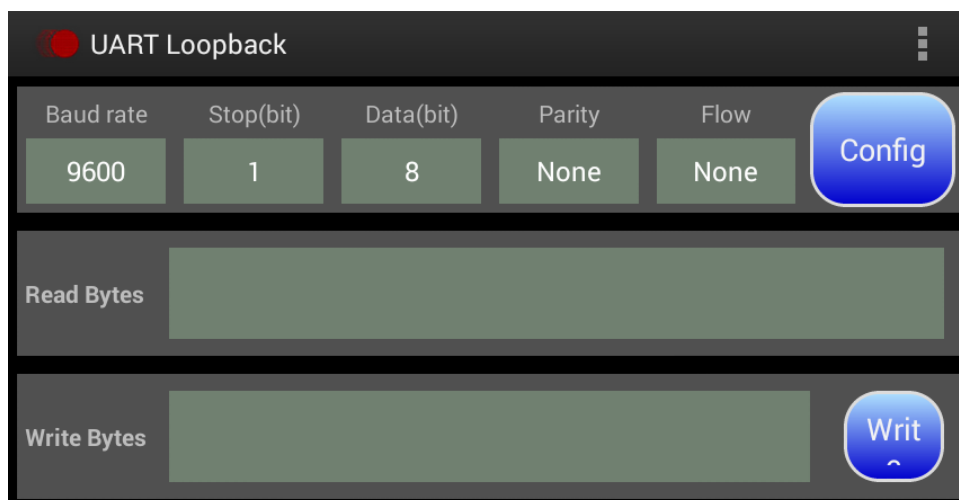 UART Loopback
Baud rate Stop(bit) Data(bit) Parity Flow
9600 1 8 None None Config
Read Bytes
Write Bytes Writ